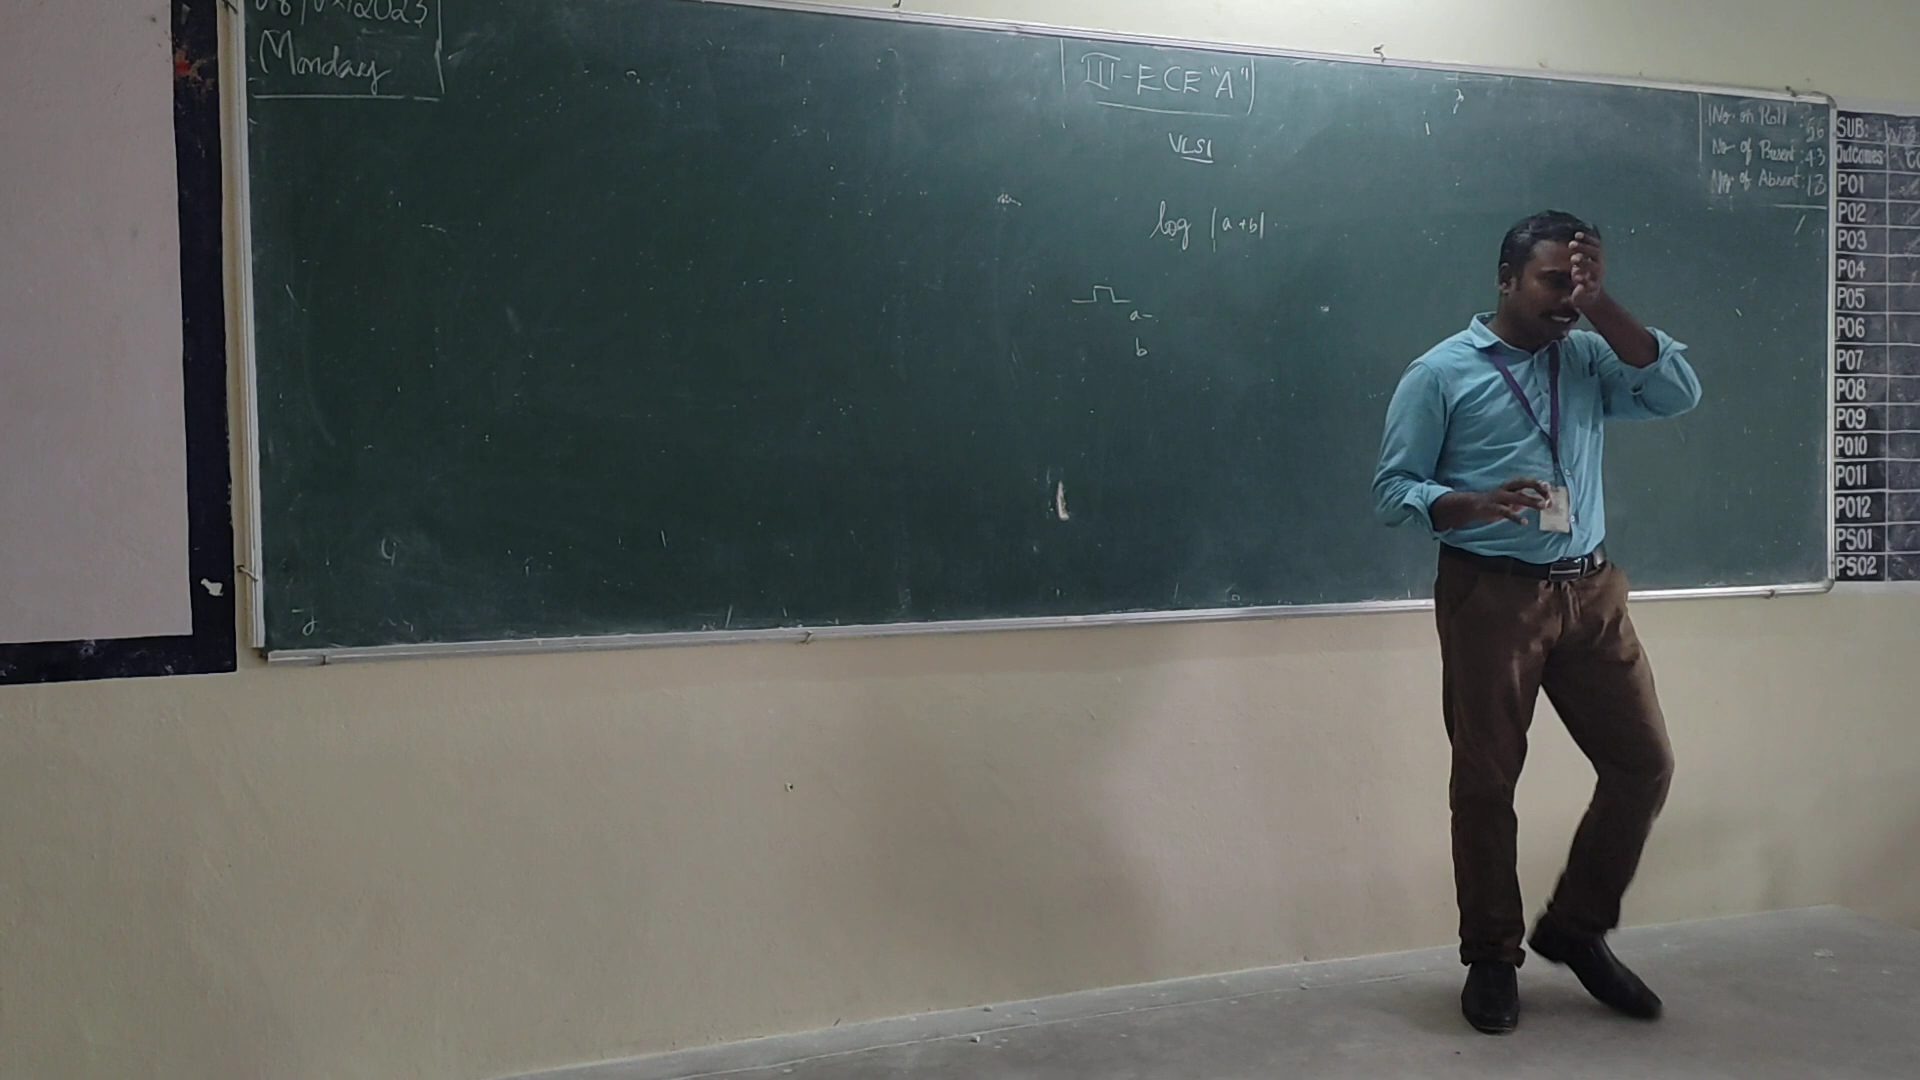 2023
Monday
III-ECE "A"
VLSI
log |a+b|
a-
b
No. on Roll : 56
No of Present : 43
No. of Absent : 13
SUB:
Outcomes
PO1
PO2
PO3
PO4
PO5
PO6
PO7
PO8
PO9
PO10
PO11
PO12
PSO1
PSO2